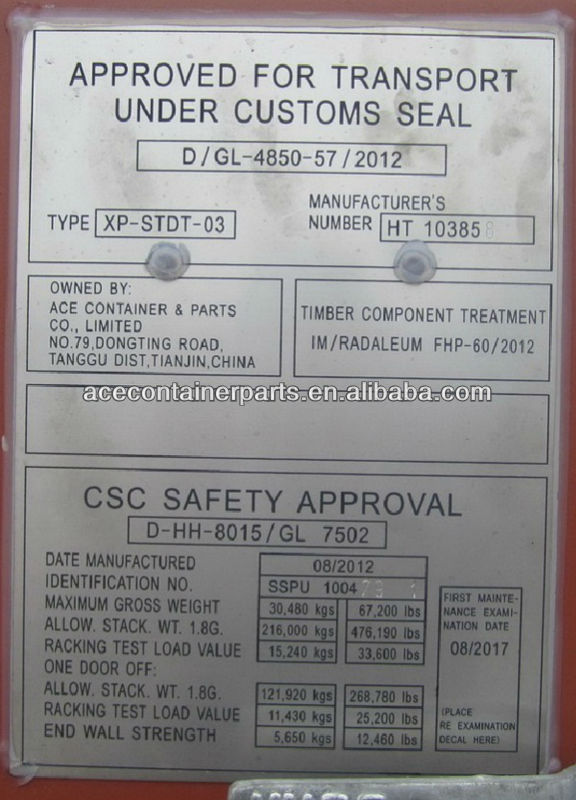 APPROVED FOR TRANSPORT
UNDER CUSTOMS SEAL
D/GL-4850-57/2012
TYPE XP-STDT-03
MANUFACTURER'S
NUMBER HT 103858
OWNED BY:
ACE CONTAINER & PARTS
CO., LIMITED
NO.79,DONGTING ROAD,
TANGGU DIST,TIANJIN,CHINA
TIMBER COMPONENT TREATMENT
IM/RADALEUM FHP-60/2012
acecontainerparts.en.alibaba.com
CSC SAFETY APPROVAL
D-HH-8015/GL 7502
DATE MANUFACTURED 08/2012
IDENTIFICATION NO. SSPU 1004
MAXIMUM GROSS WEIGHT 30,480 kgs 67,200 lbs
ALLOW. STACK. WT. 1.8G. 216,000 kgs 476,190 lbs
RACKING TEST LOAD VALUE 15,240 kgs 33,600 lbs
ONE DOOR OFF:
ALLOW. STACK. WT. 1.8G. 121,920 kgs 268,780 lbs
RACKING TEST LOAD VALUE 11,430 kgs 25,200 lbs
END WALL STRENGTH 5,650 kgs 12,460 lbs
FIRST MAINTE-
NANCE EXAMI-
NATION DATE
08/2017
(PLACE
RE EXAMINATION
DECAL HERE)